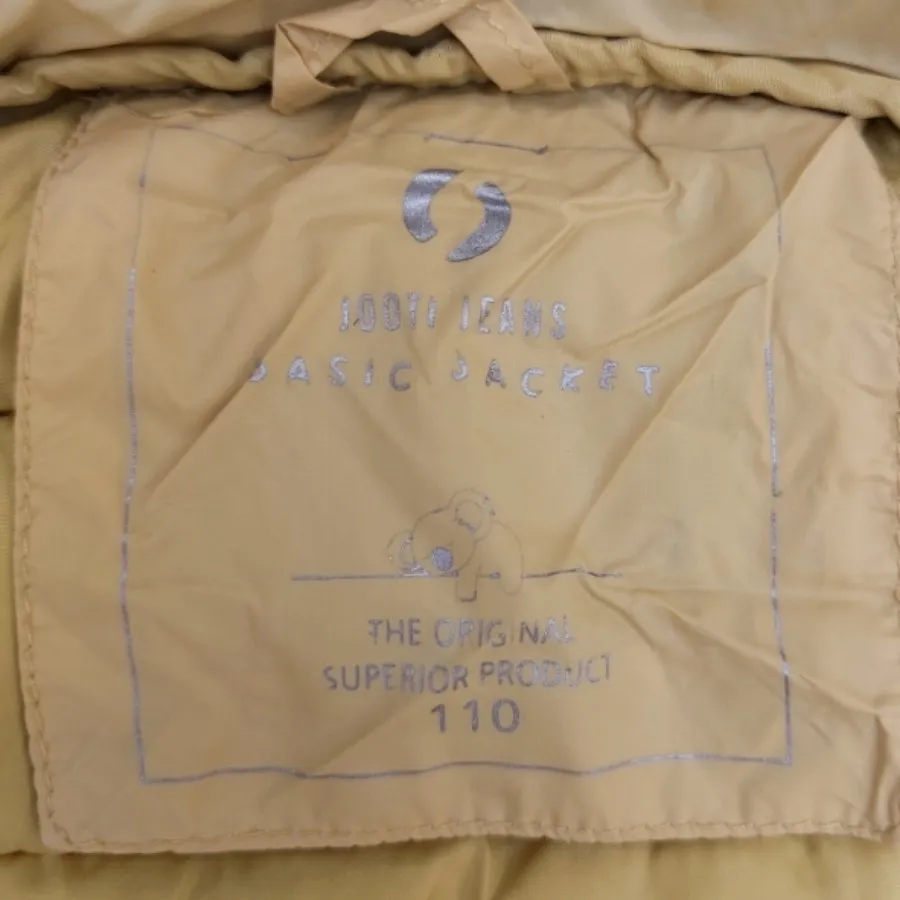 JOOTI JEANS
BASIC JACKET
THE ORIGINAL
SUPERIOR PRODUCT
110